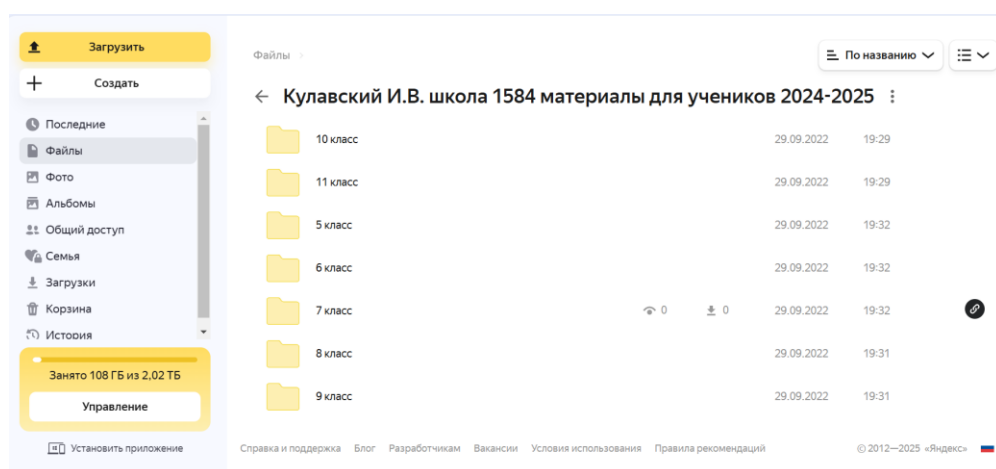 Загрузить
Создать
Последние
Файлы
Фото
Альбомы
Общий доступ
Семья
Загрузки
Корзина
История
Занято 108 ГБ из 2,02 ТБ
Управление
Установить приложение
Файлы
По названию
Кулавский И.В. школа 1584 материалы для учеников 2024-2025
10 класс 29.09.2022 19:29
11 класс 29.09.2022 19:29
5 класс 29.09.2022 19:32
6 класс 29.09.2022 19:32
7 класс 0 0 29.09.2022 19:32
8 класс 29.09.2022 19:31
9 класс 29.09.2022 19:31
Справка и поддержка Блог Разработчикам Вакансии Условия использования Правила рекомендаций © 2012—2025 «Яндекс»